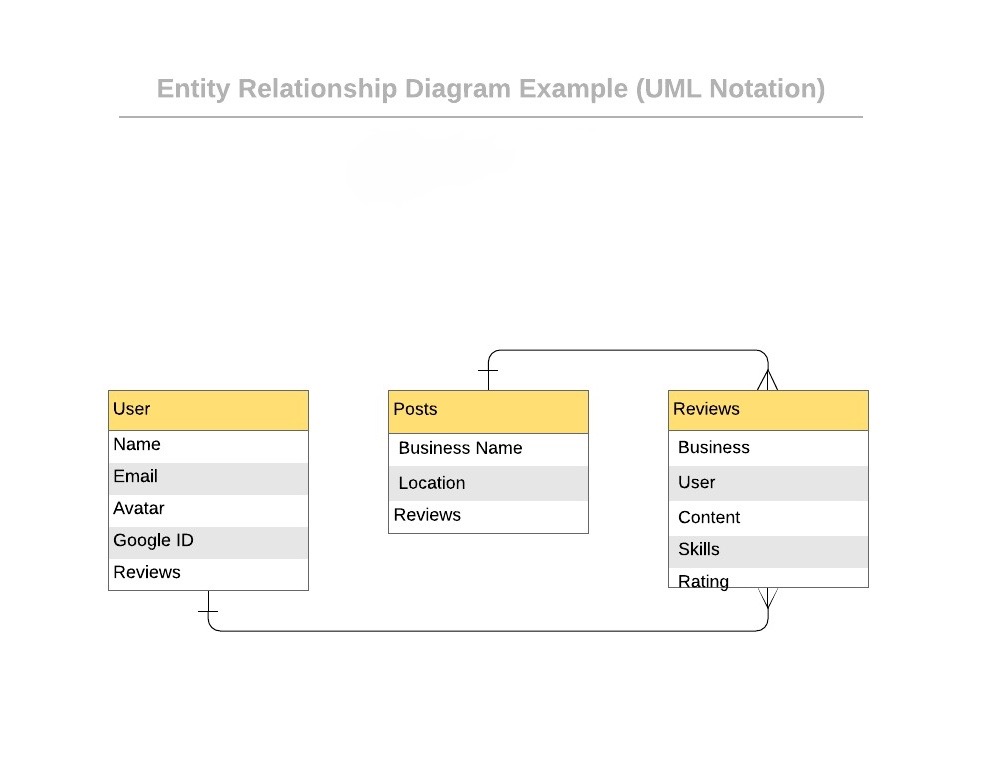 Entity Relationship Diagram Example (UML Notation)
User
Name
Email
Avatar
Google ID
Reviews
Posts
Business Name
Location
Reviews
Reviews
Business
User
Content
Skills
Rating